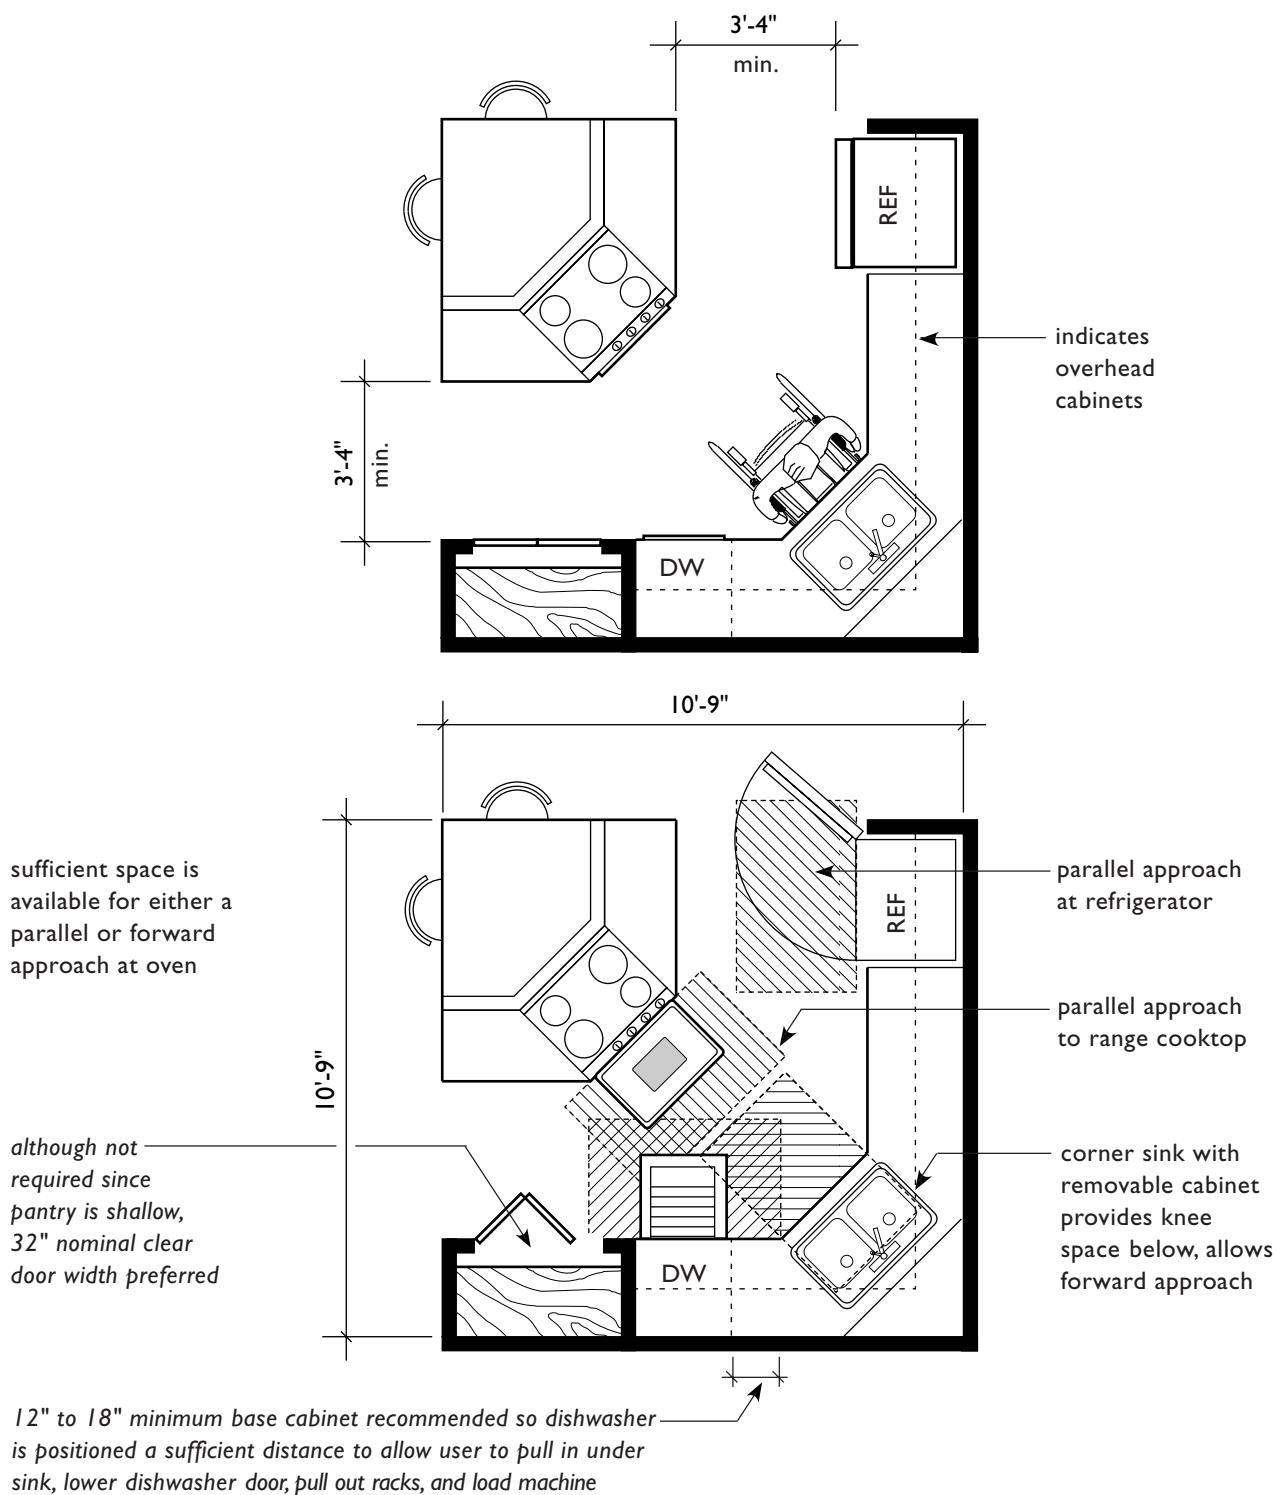 3'-4"
min.
REF
indicates
overhead
cabinets
3'-4"
min.
DW
10'-9"
sufficient space is
available for either a
parallel or forward
approach at oven
parallel approach
at refrigerator
REF
parallel approach
to range cooktop
10'-9"
although not
required since
pantry is shallow,
32" nominal clear
door width preferred
corner sink with
removable cabinet
provides knee
space below, allows
forward approach
DW
12" to 18" minimum base cabinet recommended so dishwasher
is positioned a sufficient distance to allow user to pull in under
sink, lower dishwasher door, pull out racks, and load machine